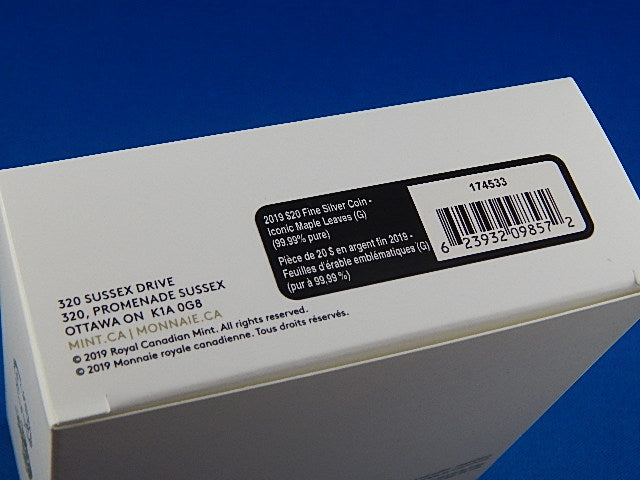 2019 $20 Fine Silver Coin -
Iconic Maple Leaves (G)
(99.99% pure)
Pièce de 20 $ en argent fin 2019 -
Feuilles d'érable emblématiques (G)
(pur à 99,99 %)
174533
6 23932 09857 2
320 SUSSEX DRIVE
320, PROMENADE SUSSEX
OTTAWA ON K1A 0G8
MINT.CA | MONNAIE.CA
© 2019 Royal Canadian Mint. All rights reserved.
© 2019 Monnaie royale canadienne. Tous droits réservés.